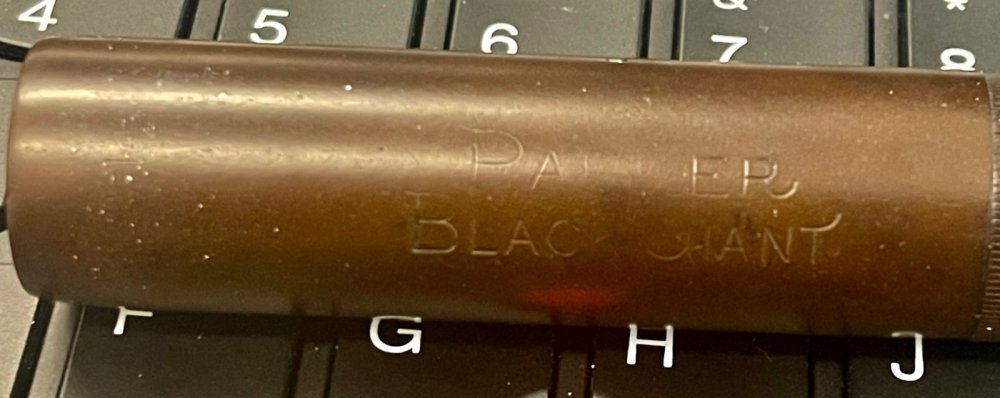 & *
4 5 6 7 8
PARKER
BLACK GIANT
F G H J